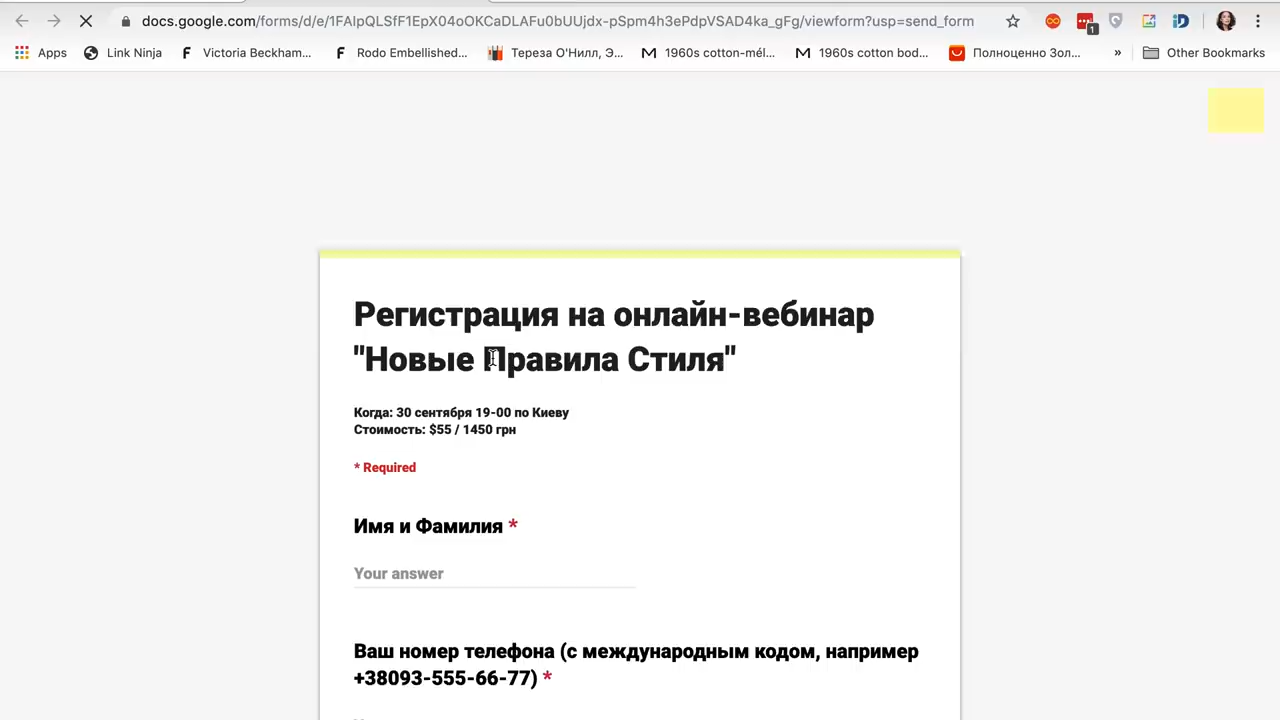 docs.google.com/forms/d/e/1FAIpQLSfF1EpX04oOKCaDLAFu0bUUjdx-pSpm4h3ePdpVSAD4ka_gFg/viewform?usp=send_form
1
Apps Link Ninja Victoria Beckham... Rodo Embellished... Тереза О'Нилл, Э... 1960s cotton-mél... 1960s cotton bod... Полноценно Зол... » Other Bookmarks
Регистрация на онлайн-вебинар
"Новые Правила Стиля"
Когда: 30 сентября 19-00 по Киеву
Стоимость: $55 / 1450 грн
* Required
Имя и Фамилия *
Your answer
Ваш номер телефона (с международным кодом, например
+38093-555-66-77) *